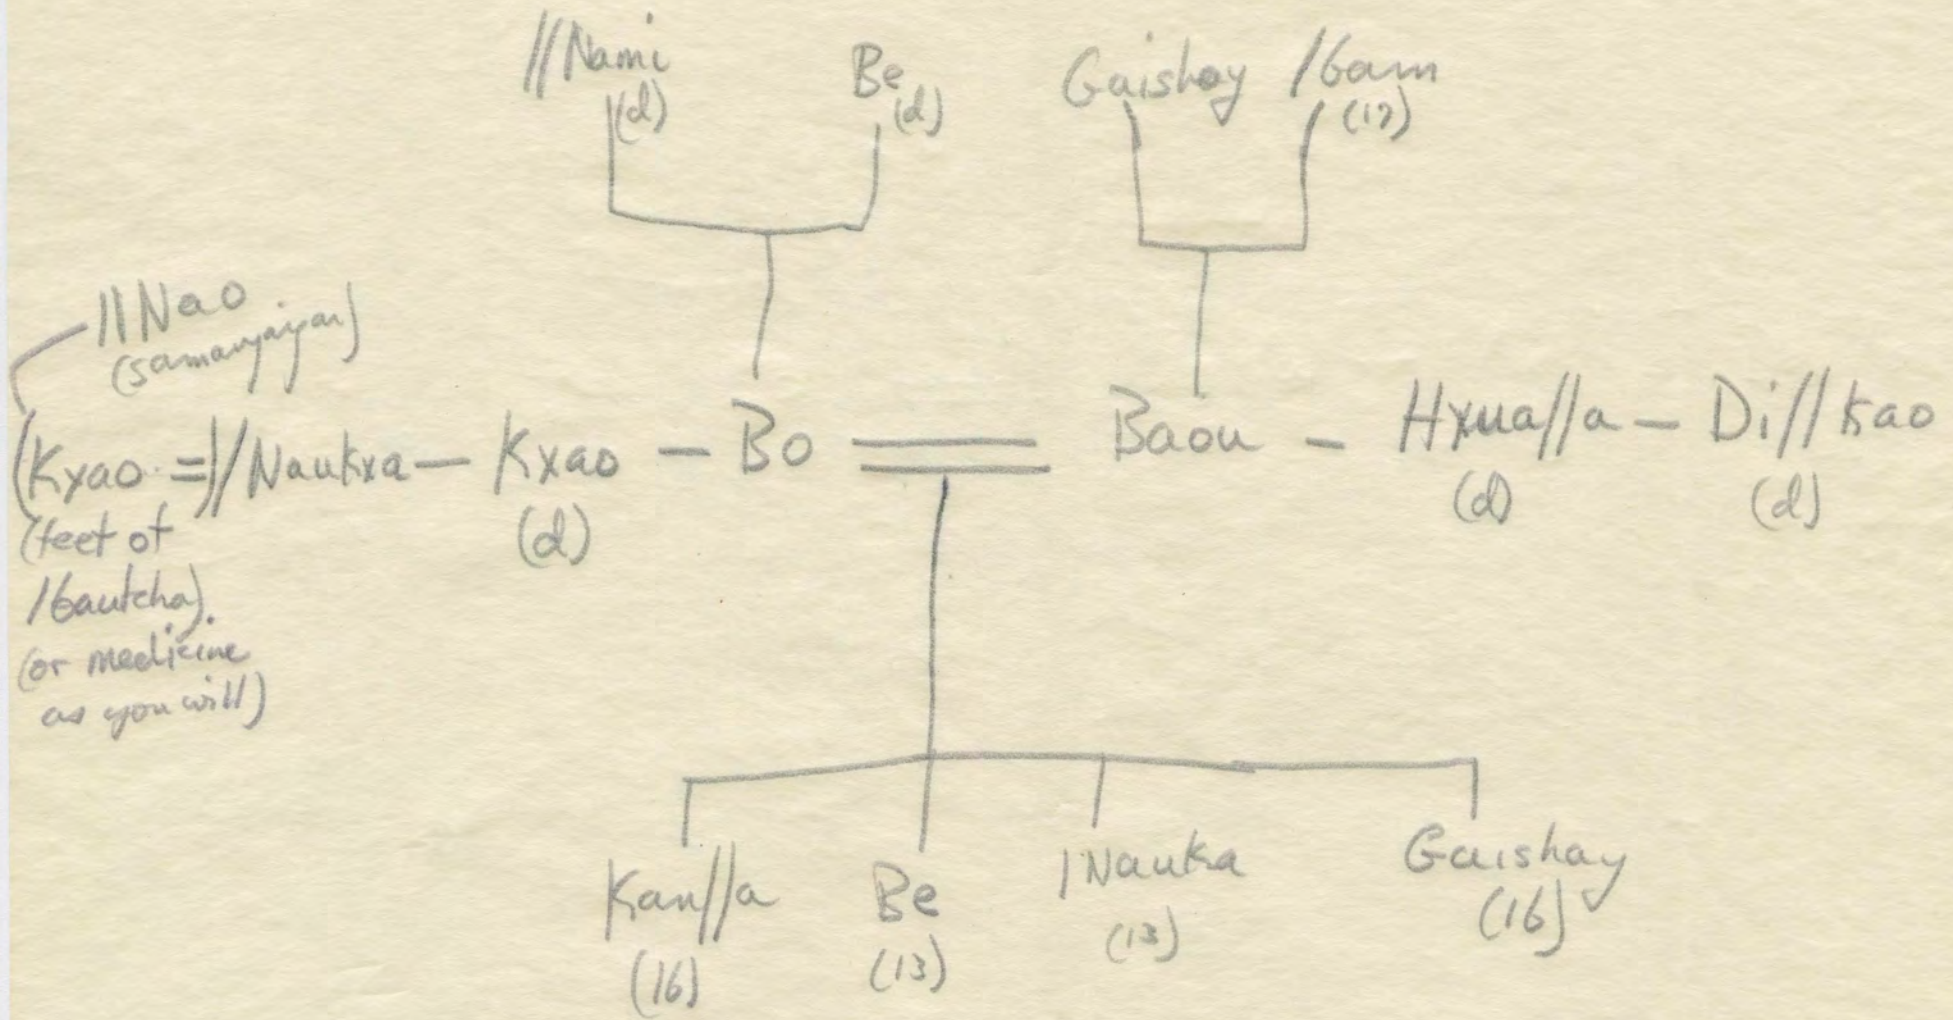 //Nami Be Gaishay /Gam
(d) (d) (17)
//Nao
(Kxao =)//Naukxa — Kxao — Bo == Baou — Hxua//a — Di//kao
(d) (d) (d)
(feet of
/Gautcha)
(or medicine
as you will)
Kan//a Be /Nauka Gaishay
(16) (13) (13) (16)